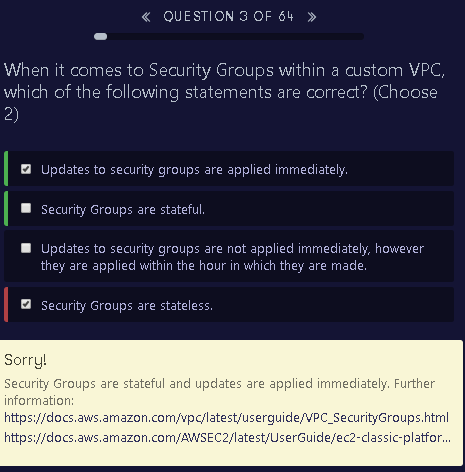 « QUESTION 3 OF 64 »
When it comes to Security Groups within a custom VPC,
which of the following statements are correct? (Choose
2)
Updates to security groups are applied immediately.
Security Groups are stateful.
Updates to security groups are not applied immediately, however
they are applied within the hour in which they are made.
Security Groups are stateless.
Sorry!
Security Groups are stateful and updates are applied immediately. Further
information:
https://docs.aws.amazon.com/vpc/latest/userguide/VPC_SecurityGroups.html
https://docs.aws.amazon.com/AWSEC2/latest/UserGuide/ec2-classic-platfor...